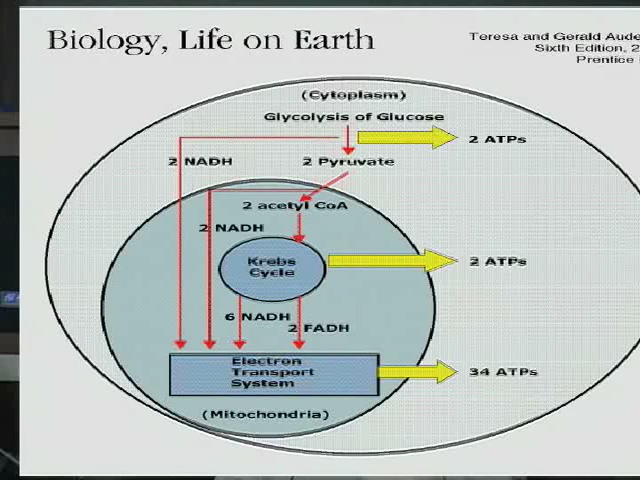 Biology, Life on Earth
Teresa and Gerald Aude
Sixth Edition, 2
Prentice
(Cytoplasm)
Glycolysis of Glucose
2 ATPs
2 NADH
2 Pyruvate
2 acetyl CoA
2 NADH
Krebs
Cycle
2 ATPs
6 NADH
2 FADH
Electron
Transport
System
34 ATPs
(Mitochondria)